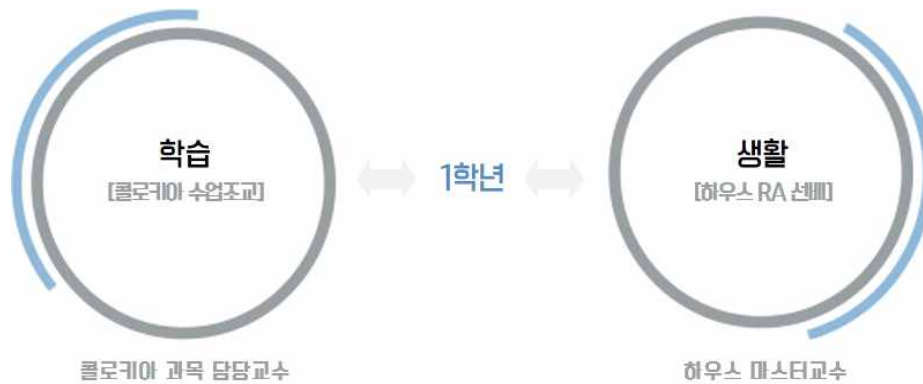 학습
[콜로키아 수업조교]
1학년
생활
[하우스 RA 선배]
콜로키아 과목 담당교수
하우스 마스터교수